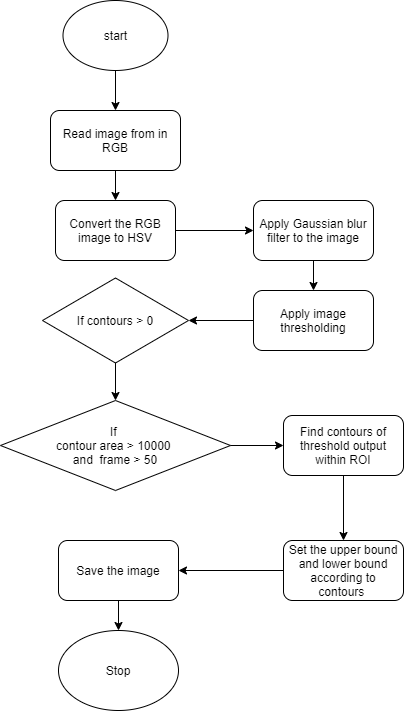 start
Read image from in
RGB
Convert the RGB
image to HSV
Apply Gaussian blur
filter to the image
If contours > 0
Apply image
thresholding
If
contour area > 10000
and frame > 50
Find contours of
threshold output
within ROI
Save the image
Set the upper bound
and lower bound
according to
contours
Stop